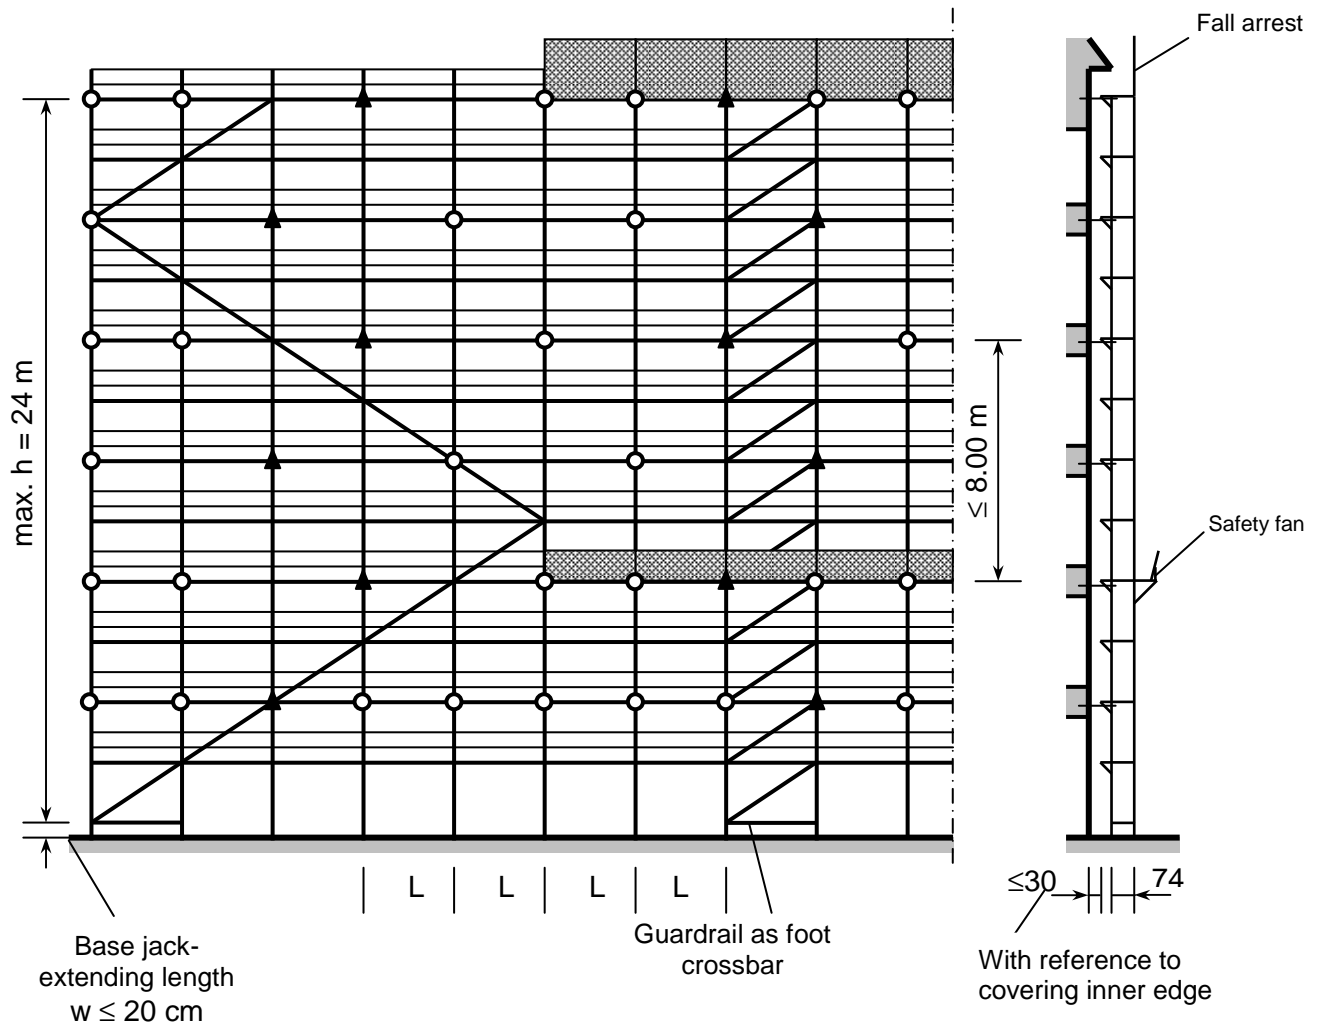 Fall arrest
max. h = 24 m
≤ 8.00 m
Safety fan
L L L L
≤30 74
Guardrail as foot
crossbar
Base jack-
extending length
w ≤ 20 cm
With reference to
covering inner edge